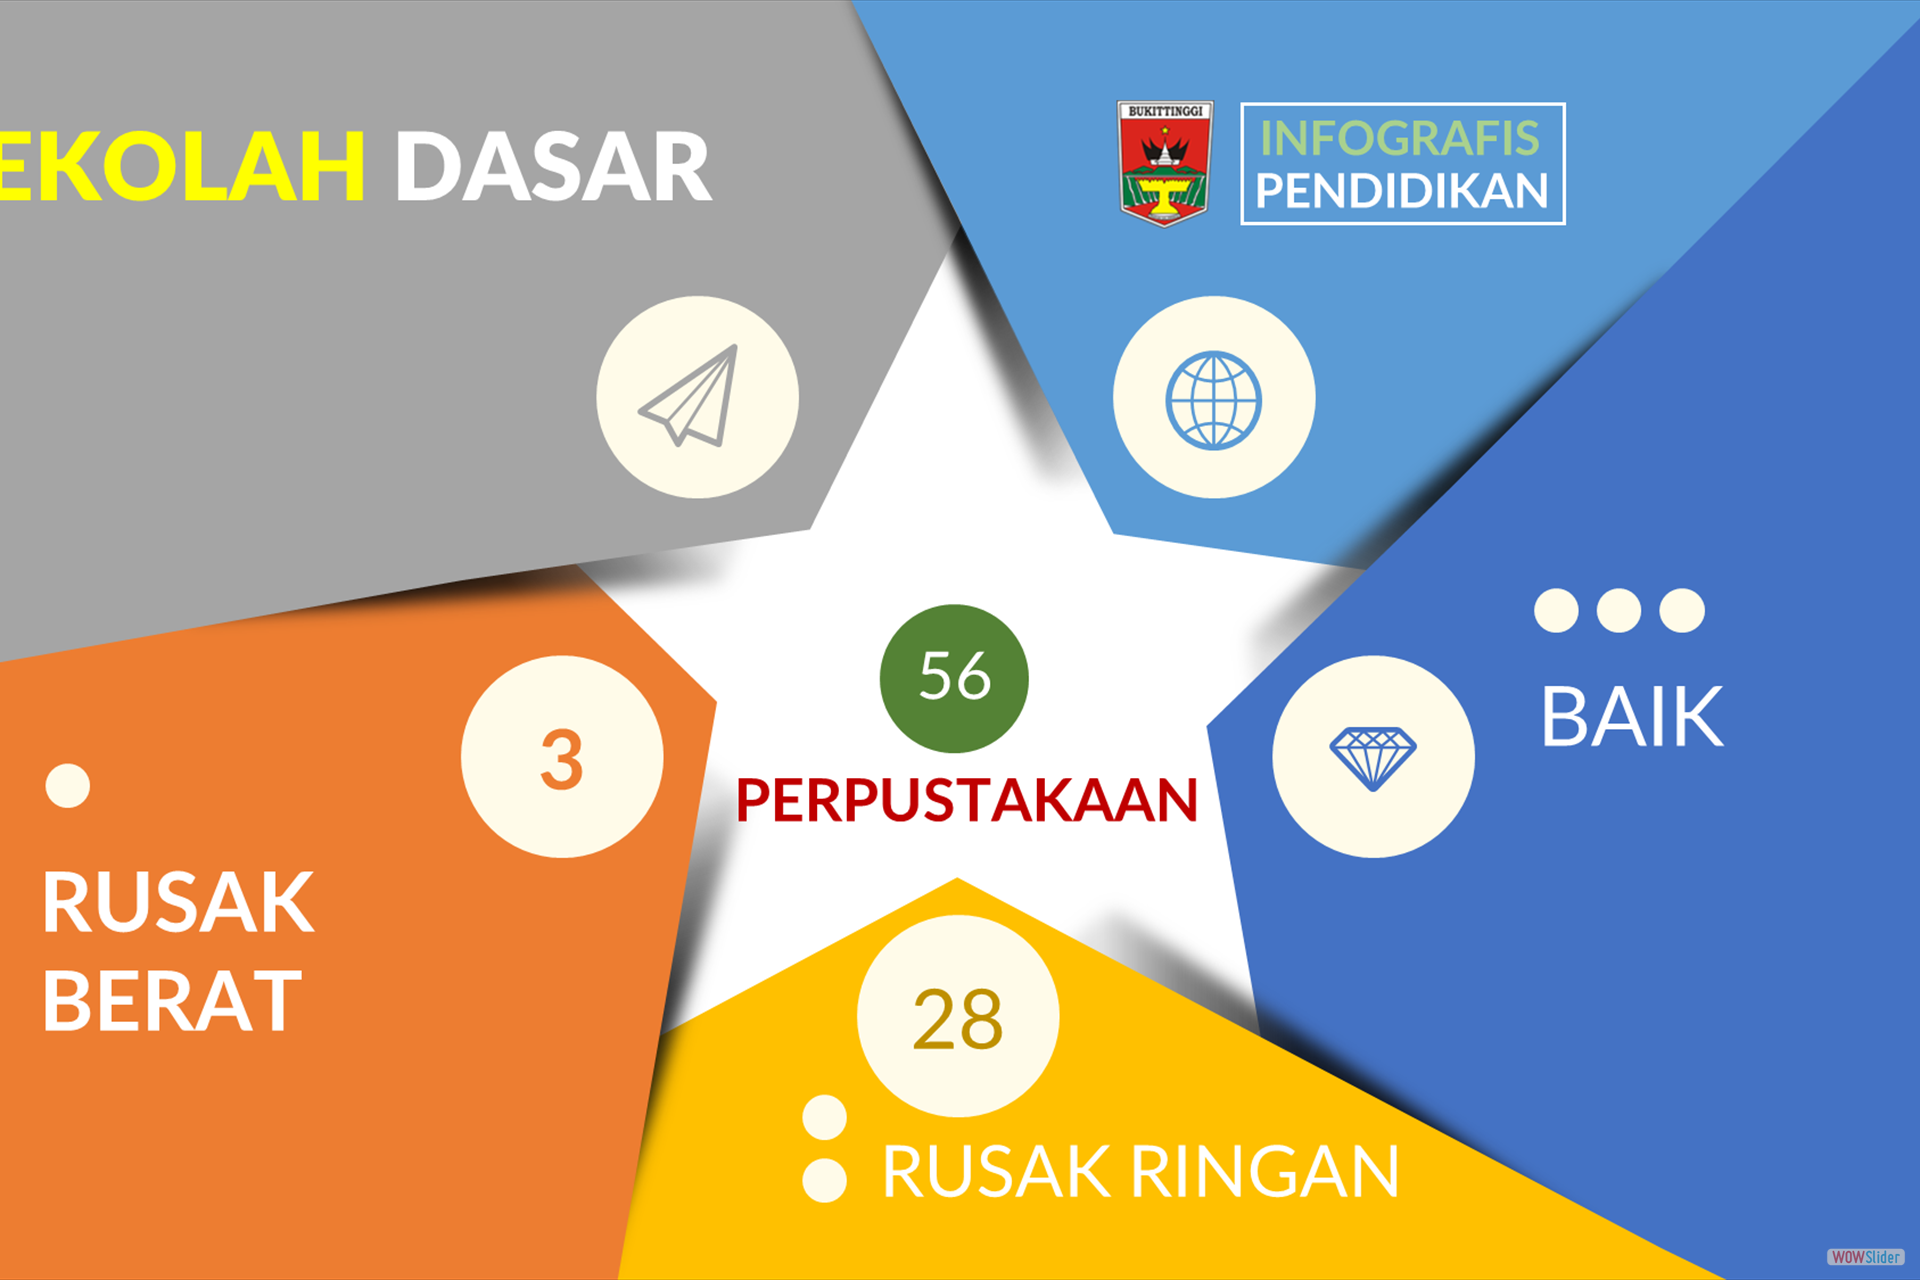 EKOLAH DASAR
BUKITTINGGI
INFOGRAFIS
PENDIDIKAN
56
PERPUSTAKAAN
BAIK
3
RUSAK
BERAT
28
RUSAK RINGAN
WOWSlider